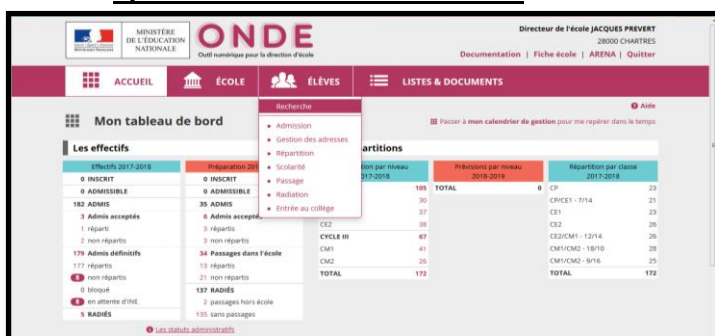 MINISTÈRE
DE L'ÉDUCATION
NATIONALE
ONDE
Outil numérique pour la direction d'école
Directeur de l'école JACQUES PREVERT
28000 CHARTRES
Documentation | Fiche école | ARENA | Quitter
ACCUEIL ÉCOLE ÉLÈVES LISTES & DOCUMENTS
Recherche
Admission
Gestion des adresses
Répartition
Scolarité
Passage
Radiation
Entrée au collège
Aide
Mon tableau de bord
Passer à mon calendrier de gestion pour me repérer dans le temps
Les effectifs
Effectifs 2017-2018
0 INSCRIT
0 ADMISSIBLE
182 ADMIS
3 Admis acceptés
1 réparti
2 non répartis
179 Admis définitifs
177 répartis
non répartis
0 bloqué
en attente d'INE
5 RADIÉS
Les statuts administratifs
Préparation 201
0 INSCRIT
0 ADMISSIBLE
35 ADMIS
6 Admis acceptés
3 répartis
3 non répartis
34 Passages dans l'école
13 répartis
21 non répartis
137 RADIÉS
2 passages hors école
135 sans passages
artitions
tion par niveau
017-2018
105
30
37
CE2 38
CYCLE III 67
CM1 41
CM2 26
TOTAL 172
Prévisions par niveau
2018-2019
TOTAL 0
Répartition par classe
2017-2018
CP 23
CP/CE1 - 7/14 21
CE1 23
CE2 26
CE2/CM1 - 12/14 26
CM1/CM2 - 18/10 28
CM1/CM2 - 9/16 25
TOTAL 172